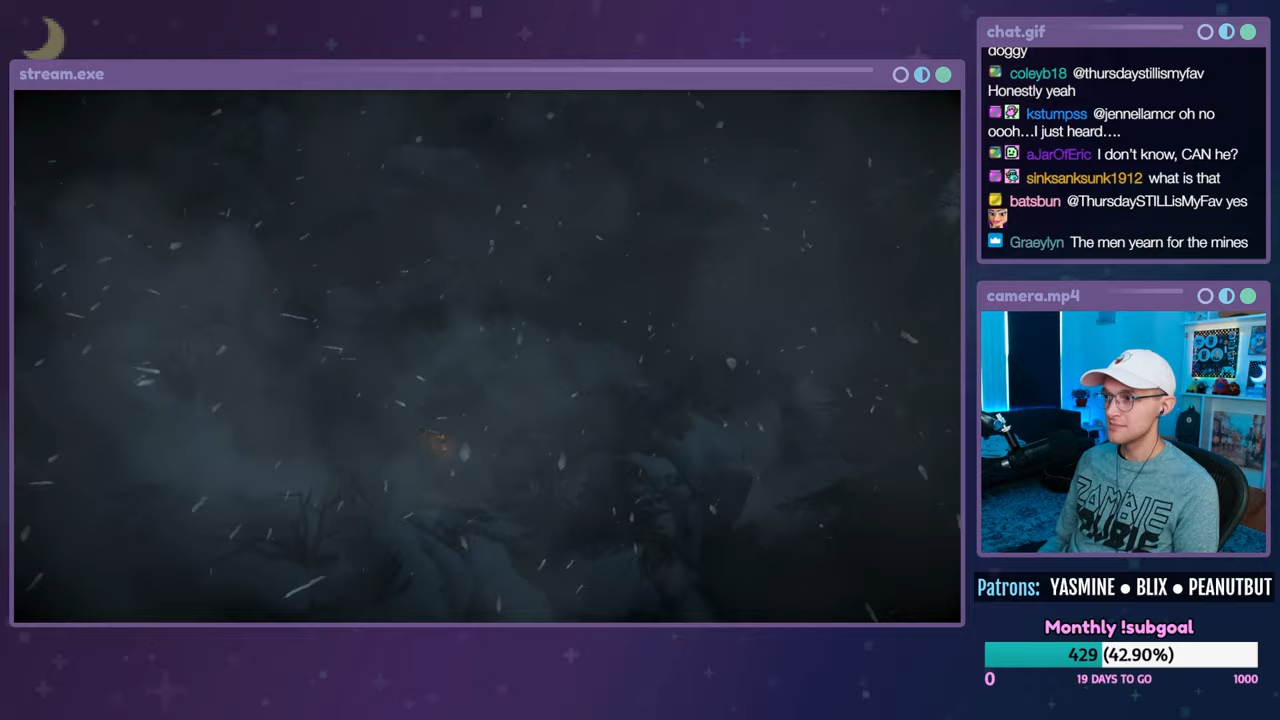 stream.exe
chat.gif
doggy
coleyb18 @thursdaystillismyfav
Honestly yeah
kstumpss @jennellamcr oh no
oooh...I just heard....
aJarOfEric I don't know, CAN he?
sinksanksunk1912 what is that
batsbun @ThursdaySTILLisMyFav yes
Graeylyn The men yearn for the mines
camera.mp4
ZOMBIE
Patrons: YASMINE ● BLIX ● PEANUTBUT
Monthly !subgoal
429 (42.90%)
0 19 DAYS TO GO 1000